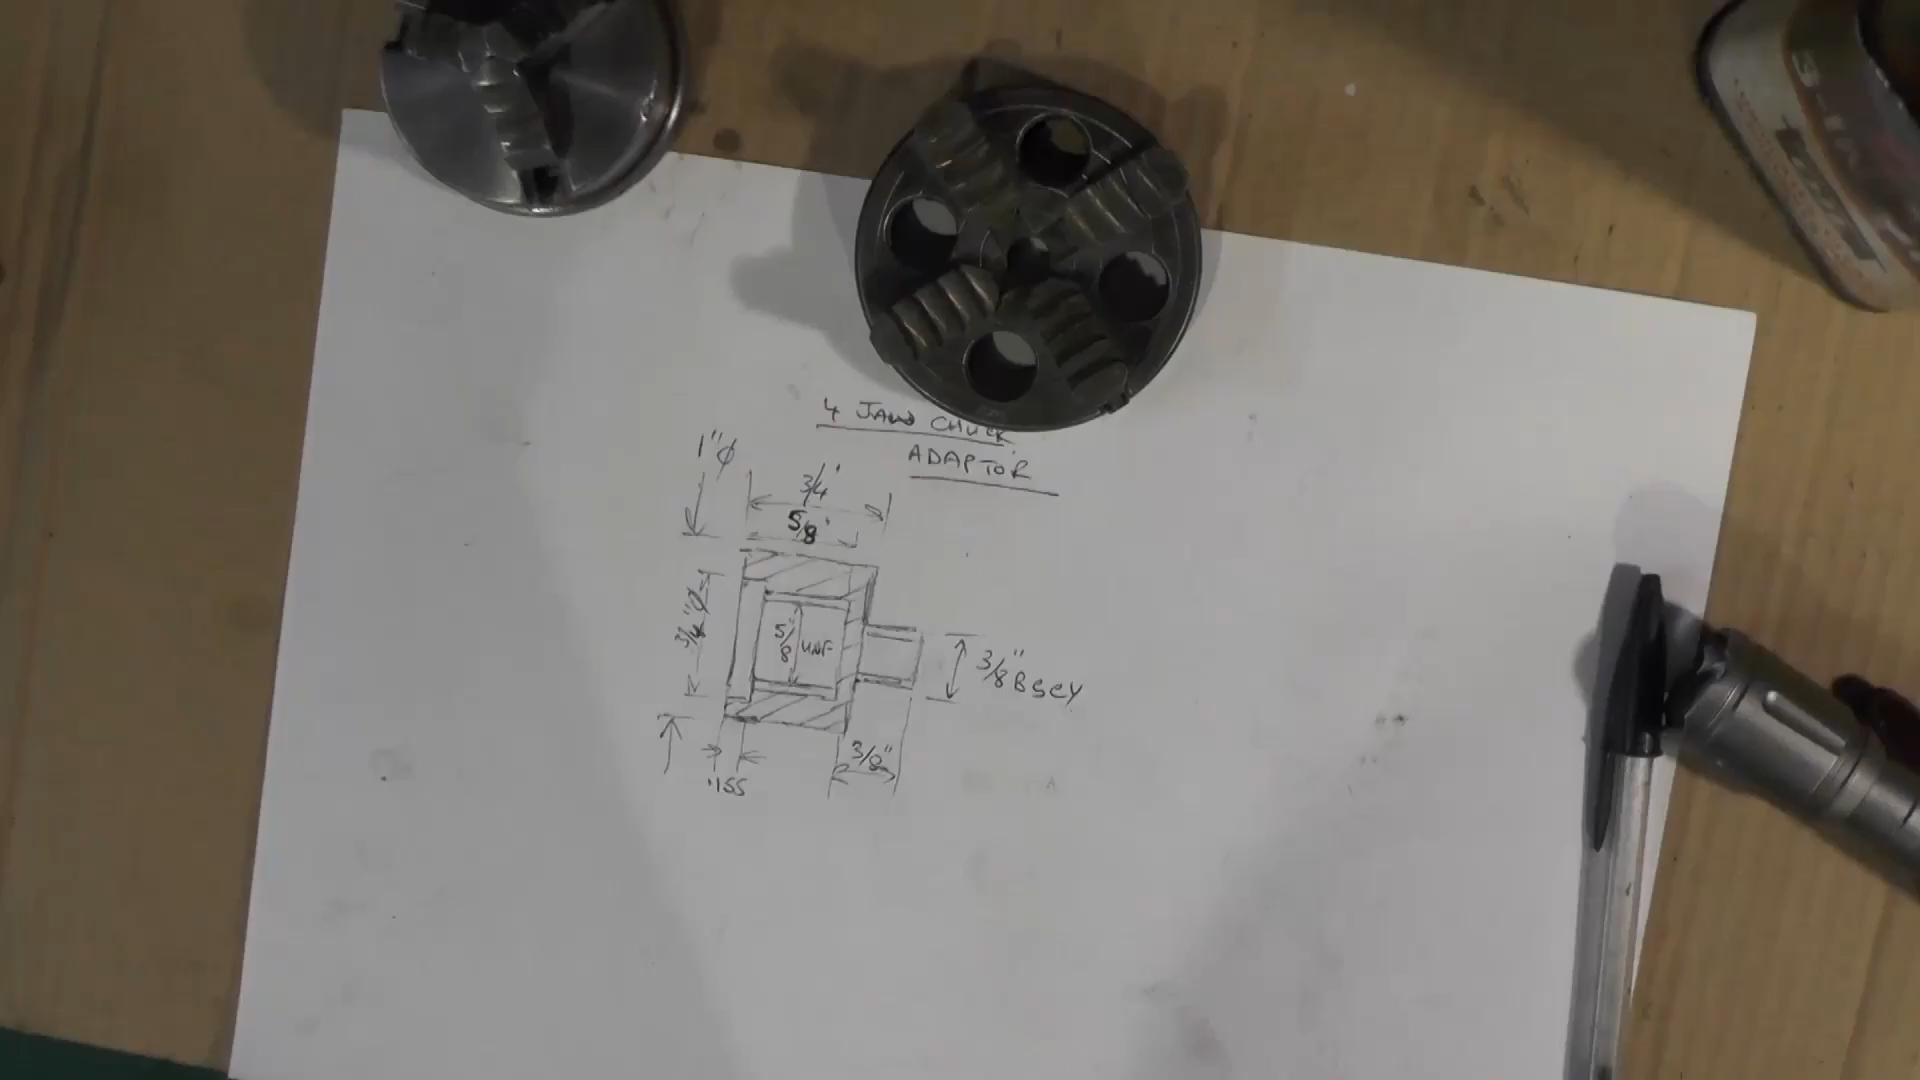 4 JAW CHUCK
ADAPTOR
1"φ
3/4"
5/8"
3/4"φ
5/8" UNF
3/8" BSCY
3/8"
.155